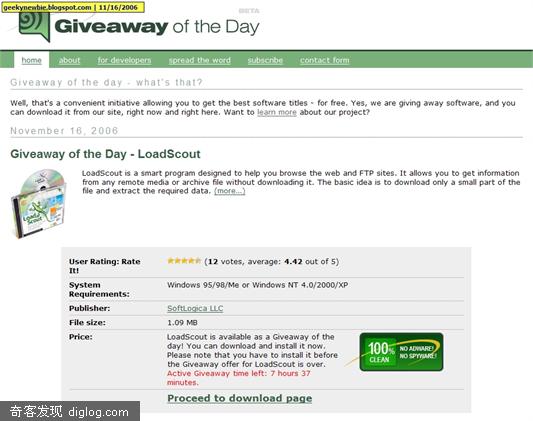 geekynewbie.blogspot.com | 11/16/2006
BETA
Giveaway of the Day
home about for developers spread the word subscribe contact form
Giveaway of the day - what's that?
Well, that's a convenient initiative allowing you to get the best software titles - for free. Yes, we are giving away software, and you
can download it from our site, right now and right here. Want to learn more about our project?
November 16, 2006
Giveaway of the Day - LoadScout
LoadScout is a smart program designed to help you browse the web and FTP sites. It allows you to get information
from any remote media or archive file without downloading it. The basic idea is to download only a small part of the
file and extract the required data. (more...)
Load Scout
User Rating: Rate It!
(12 votes, average: 4.42 out of 5)
System Requirements:
Windows 95/98/Me or Windows NT 4.0/2000/XP
Publisher:
SoftLogica LLC
File size:
1.09 MB
Price:
LoadScout is available as a Giveaway of the
day! You can download and install it now.
Please note that you have to install it before
the Giveaway offer for LoadScout is over.
Active Giveaway time left: 7 hours 37
minutes.
100% CLEAN
NO ADWARE!
NO SPYWARE!
Proceed to download page
奇客发现 diglog.com